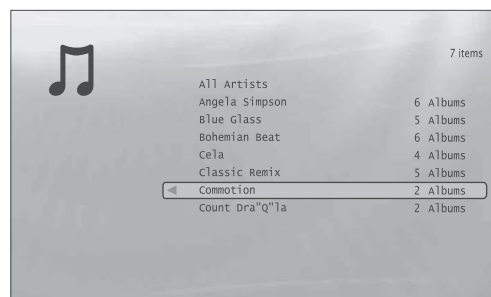 7 items
All Artists
Angela Simpson 6 Albums
Blue Glass 5 Albums
Bohemian Beat 6 Albums
Cela 4 Albums
Classic Remix 5 Albums
Commotion 2 Albums
Count Dra"Q"la 2 Albums